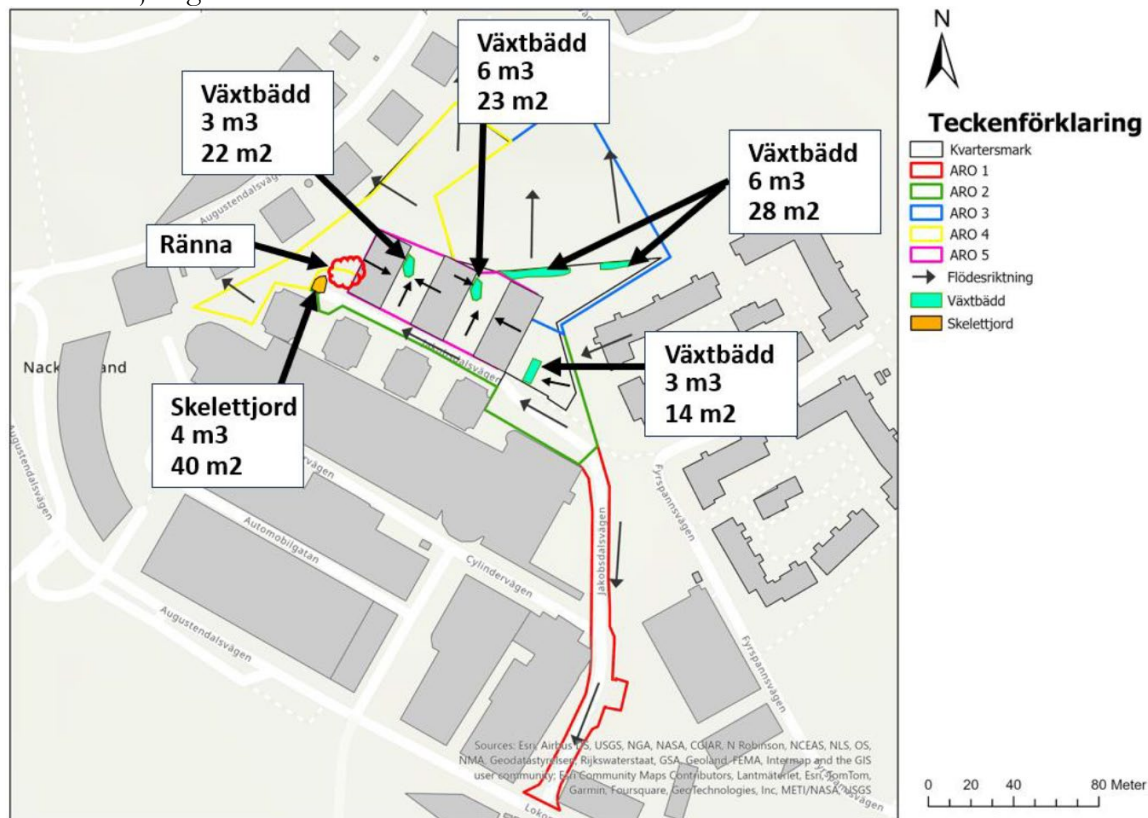 Växtbädd
6 m3
23 m2
Växtbädd
3 m3
22 m2
Växtbädd
6 m3
28 m2
Ränna
Växtbädd
3 m3
14 m2
Skelettjord
4 m3
40 m2
N
Teckenförklaring
Kvartersmark
ARO 1
ARO 2
ARO 3
ARO 4
ARO 5
Flödesriktning
Växtbädd
Skelettjord
Augustendalsvägen
Augustendalsvägen
Automobilgatan
Cylindervägen
Augustendalsvägen
Jakobsdalsvägen
Fyrspannsvägen
Fyrspannsvägen
Sources: Esri, Airbus DS, USGS, NGA, NASA, CGIAR, N Robinson, NCEAS, NLS, OS,
NMA, Geodatastyrelsen, Rijkswaterstaat, GSA, Geoland, FEMA, Intermap and the GIS
user community; Esri Community Maps Contributors, Lantmäteriet, Esri, TomTom,
Garmin, Foursquare, GeoTechnologies, Inc, METI/NASA, USGS
0 20 40 80 Meter